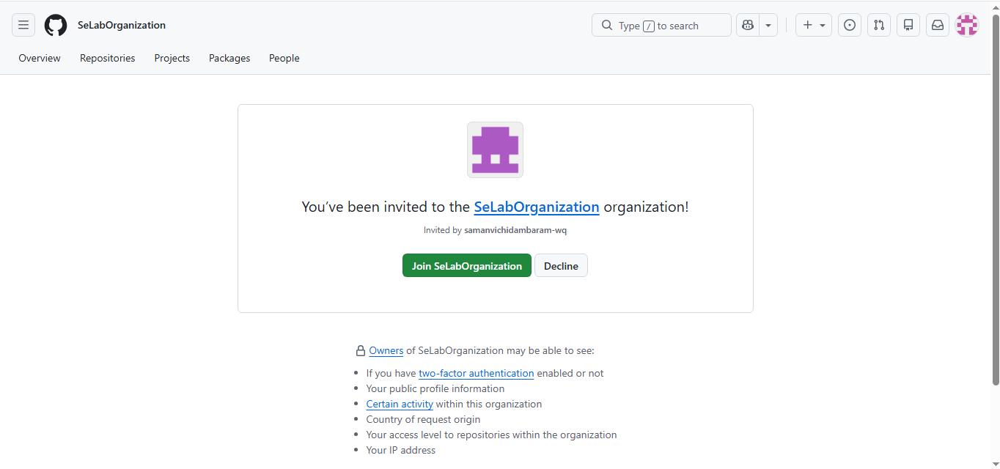 SeLabOrganization
Type / to search
Overview Repositories Projects Packages People
You've been invited to the SeLabOrganization organization!
Invited by samanvichidambaram-wq
Join SeLabOrganization Decline
Owners of SeLabOrganization may be able to see:
If you have two-factor authentication enabled or not
Your public profile information
Certain activity within this organization
Country of request origin
Your access level to repositories within the organization
Your IP address